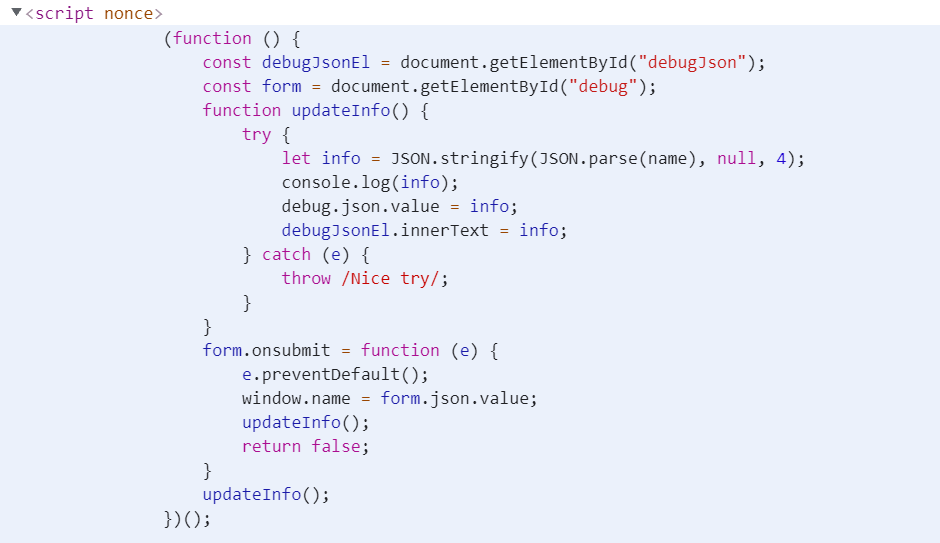 ▼<script nonce>
(function () {
const debugJsonEl = document.getElementById("debugJson");
const form = document.getElementById("debug");
function updateInfo() {
try {
let info = JSON.stringify(JSON.parse(name), null, 4);
console.log(info);
debug.json.value = info;
debugJsonEl.innerText = info;
} catch (e) {
throw /Nice try/;
}
}
form.onsubmit = function (e) {
e.preventDefault();
window.name = form.json.value;
updateInfo();
return false;
}
updateInfo();
})();